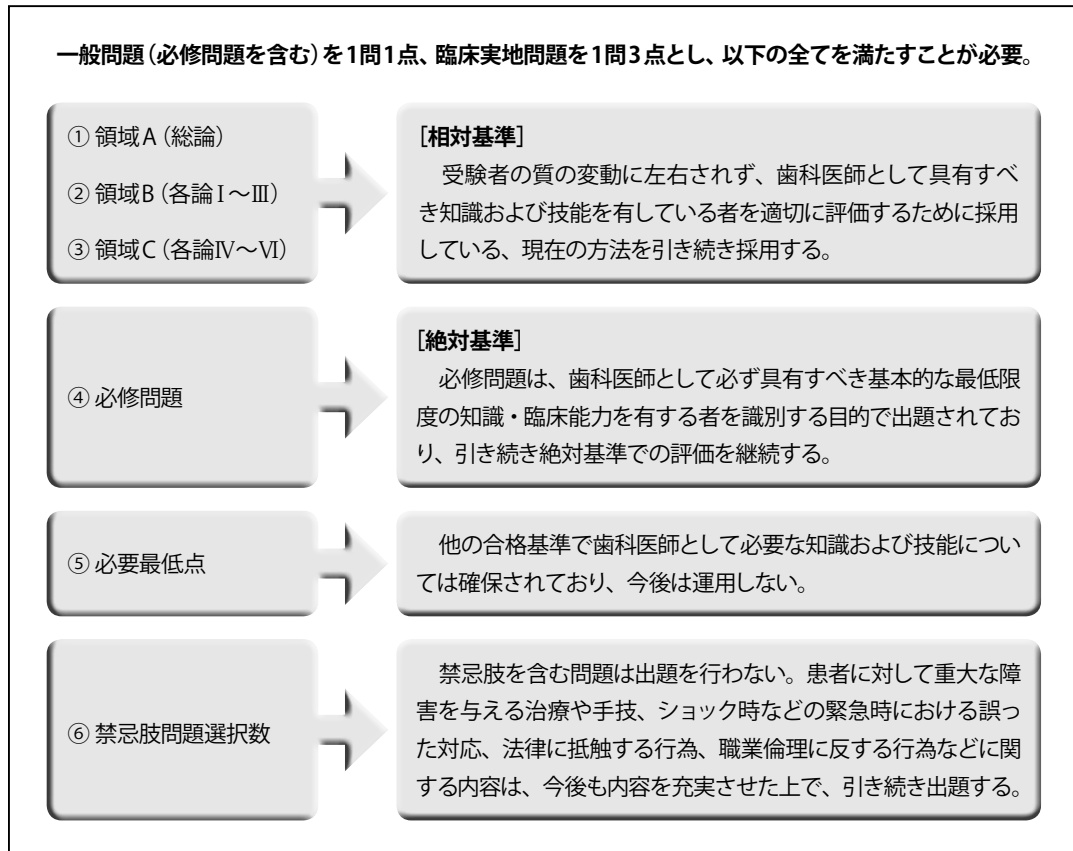 一般問題(必修問題を含む)を1問1点、臨床実地問題を1問3点とし、以下の全てを満たすことが必要。
① 領域A(総論)
② 領域B(各論Ⅰ～Ⅲ)
③ 領域C(各論Ⅳ～Ⅵ)
[相対基準]
受験者の質の変動に左右されず、歯科医師として具有すべ
き知識および技能を有している者を適切に評価するために採用
している、現在の方法を引き続き採用する。
④ 必修問題
[絶対基準]
必修問題は、歯科医師として必ず具有すべき基本的な最低限
度の知識・臨床能力を有する者を識別する目的で出題されてお
り、引き続き絶対基準での評価を継続する。
⑤ 必要最低点
他の合格基準で歯科医師として必要な知識および技能につい
ては確保されており、今後は運用しない。
⑥ 禁忌肢問題選択数
禁忌肢を含む問題は出題を行わない。患者に対して重大な障
害を与える治療や手技、ショック時などの緊急時における誤っ
た対応、法律に抵触する行為、職業倫理に反する行為などに関
する内容は、今後も内容を充実させた上で、引き続き出題する。